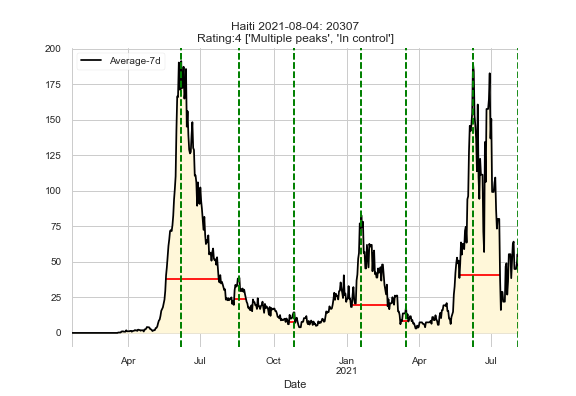 Haiti 2021-08-04: 20307
Rating:4 ['Multiple peaks', 'In control']
200
Average-7d
175
150
125
100
75
50
25
0
Apr Jul Oct Jan Apr Jul
2021
Date